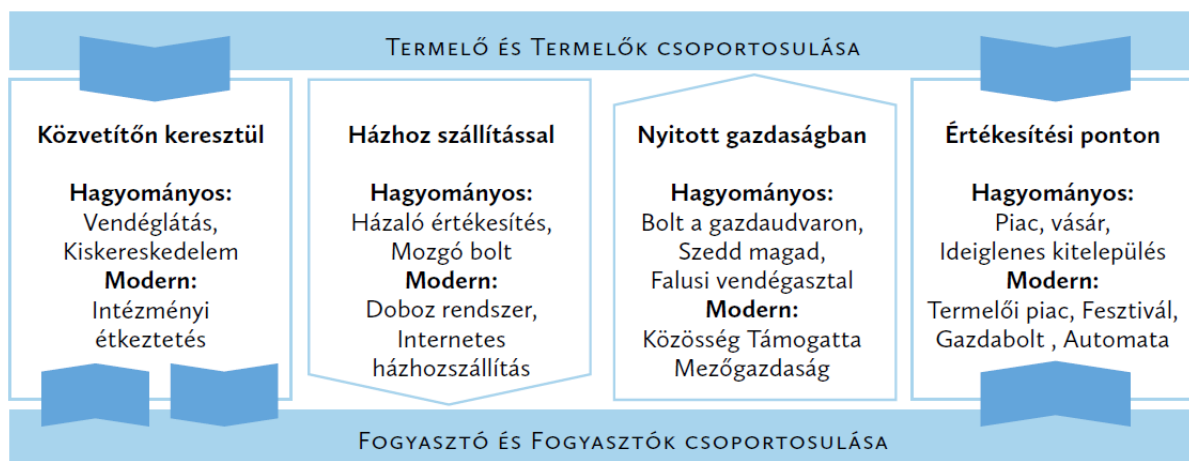 Termelő és Termelők csoportosulása
Közvetítőn keresztül
Hagyományos:
Vendéglátás,
Kiskereskedelem
Modern:
Intézményi
étkeztetés
Házhoz szállítással
Hagyományos:
Házaló értékesítés,
Mozgó bolt
Modern:
Doboz rendszer,
Internetes
házhozszállítás
Nyitott gazdaságban
Hagyományos:
Bolt a gazdaudvaron,
Szedd magad,
Falusi vendégasztal
Modern:
Közösség Támogatta
Mezőgazdaság
Értékesítési ponton
Hagyományos:
Piac, vásár,
Ideiglenes kitelepülés
Modern:
Termelői piac, Fesztivál,
Gazdabolt , Automata
Fogyasztó és Fogyasztók csoportosulása